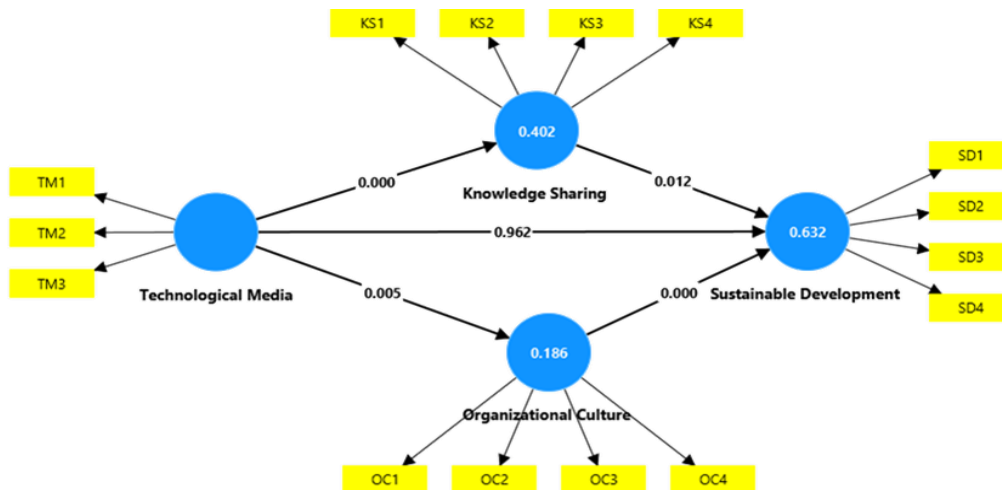 KS1 KS2 KS3 KS4
0.402
Knowledge Sharing
TM1
TM2
TM3
Technological Media
0.000
0.012
0.962
0.005
0.000
SD1
SD2
SD3
SD4
0.632
Sustainable Development
0.186
Organizational Culture
OC1 OC2 OC3 OC4